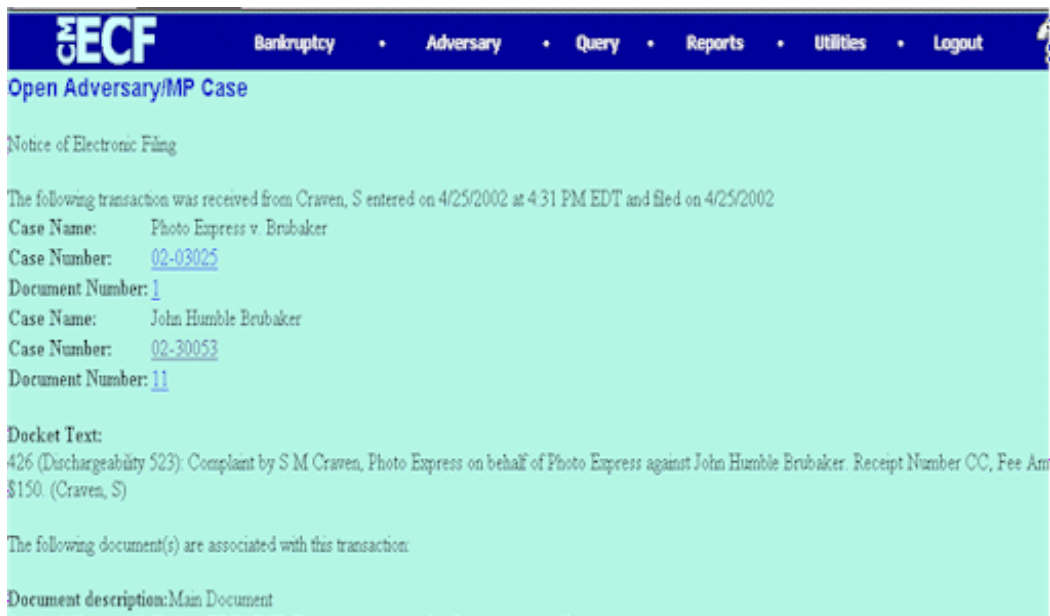 CM ECF Bankruptcy • Adversary • Query • Reports • Utilities • Logout
Open Adversary/MP Case
Notice of Electronic Filing
The following transaction was received from Craven, S entered on 4/25/2002 at 4:31 PM EDT and filed on 4/25/2002
Case Name: Photo Express v. Brubaker
Case Number: 02-03025
Document Number: 1
Case Name: John Humble Brubaker
Case Number: 02-30053
Document Number: 11
Docket Text:
426 (Dischargeability 523): Complaint by S M Craven, Photo Express on behalf of Photo Express against John Humble Brubaker. Receipt Number CC, Fee Am
$150. (Craven, S)
The following document(s) are associated with this transaction:
Document description:Main Document